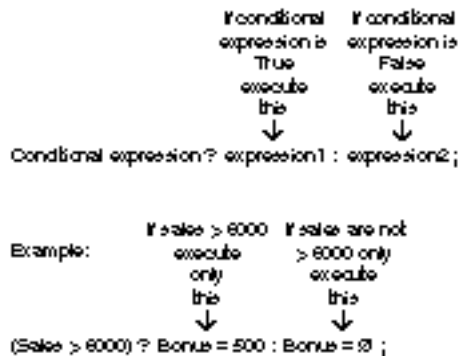 If conditional If conditional
expression is expression is
True False
execute execute
this this
Conditional expression ? expression1 : expression2 ;
If sales > 6000 If sales are not
Example: execute > 6000 only
only execute
this this
(Sales > 6000) ? Bonus = 500 : Bonus = Ø ;